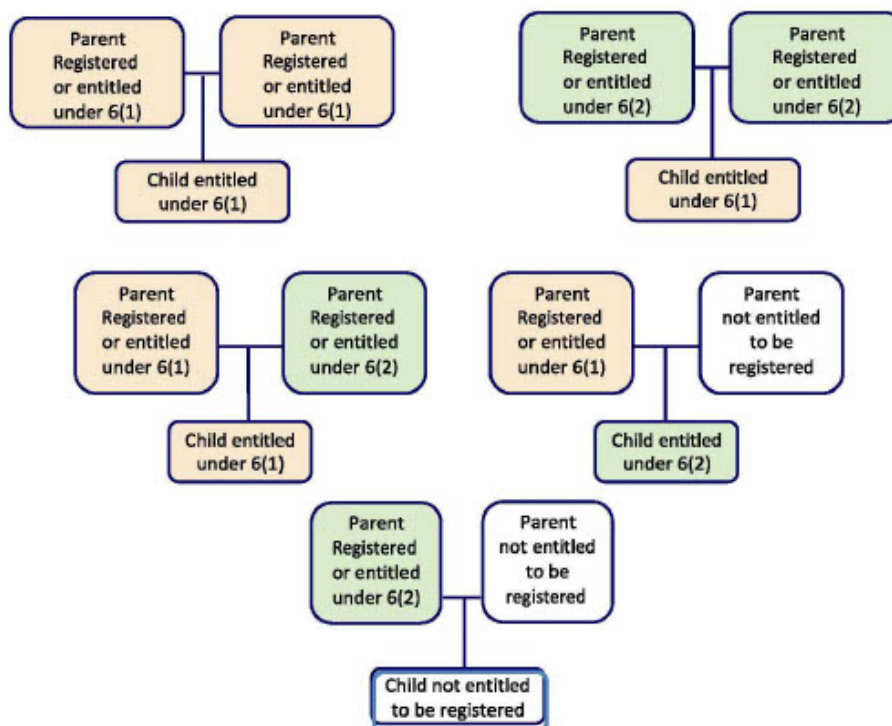 Parent
Registered
or entitled
under 6(1)
Parent
Registered
or entitled
under 6(1)
Child entitled
under 6(1)
Parent
Registered
or entitled
under 6(2)
Parent
Registered
or entitled
under 6(2)
Child entitled
under 6(1)
Parent
Registered
or entitled
under 6(1)
Parent
Registered
or entitled
under 6(2)
Child entitled
under 6(1)
Parent
Registered
or entitled
under 6(1)
Parent
not entitled
to be
registered
Child entitled
under 6(2)
Parent
Registered
or entitled
under 6(2)
Parent
not entitled
to be
registered
Child not entitled
to be registered